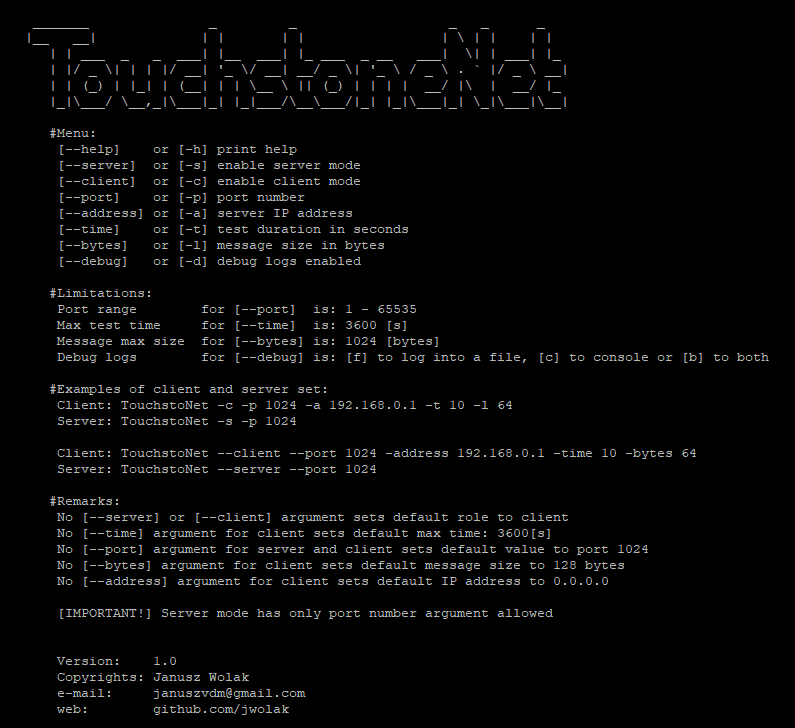 TouchstoneNet
#Menu:
[--help] or [-h] print help
[--server] or [-s] enable server mode
[--client] or [-c] enable client mode
[--port] or [-p] port number
[--address] or [-a] server IP address
[--time] or [-t] test duration in seconds
[--bytes] or [-l] message size in bytes
[--debug] or [-d] debug logs enabled
#Limitations:
Port range for [--port] is: 1 - 65535
Max test time for [--time] is: 3600 [s]
Message max size for [--bytes] is: 1024 [bytes]
Debug logs for [--debug] is: [f] to log into a file, [c] to console or [b] to both
#Examples of client and server set:
Client: TouchstoNet -c -p 1024 -a 192.168.0.1 -t 10 -l 64
Server: TouchstoNet -s -p 1024
Client: TouchstoNet --client --port 1024 -address 192.168.0.1 -time 10 -bytes 64
Server: TouchstoNet --server --port 1024
#Remarks:
No [--server] or [--client] argument sets default role to client
No [--time] argument for client sets default max time: 3600[s]
No [--port] argument for server and client sets default value to port 1024
No [--bytes] argument for client sets default message size to 128 bytes
No [--address] argument for client sets default IP address to 0.0.0.0
[IMPORTANT!] Server mode has only port number argument allowed
Version: 1.0
Copyrights: Janusz Wolak
e-mail: januszvdm@gmail.com
web: github.com/jwolak